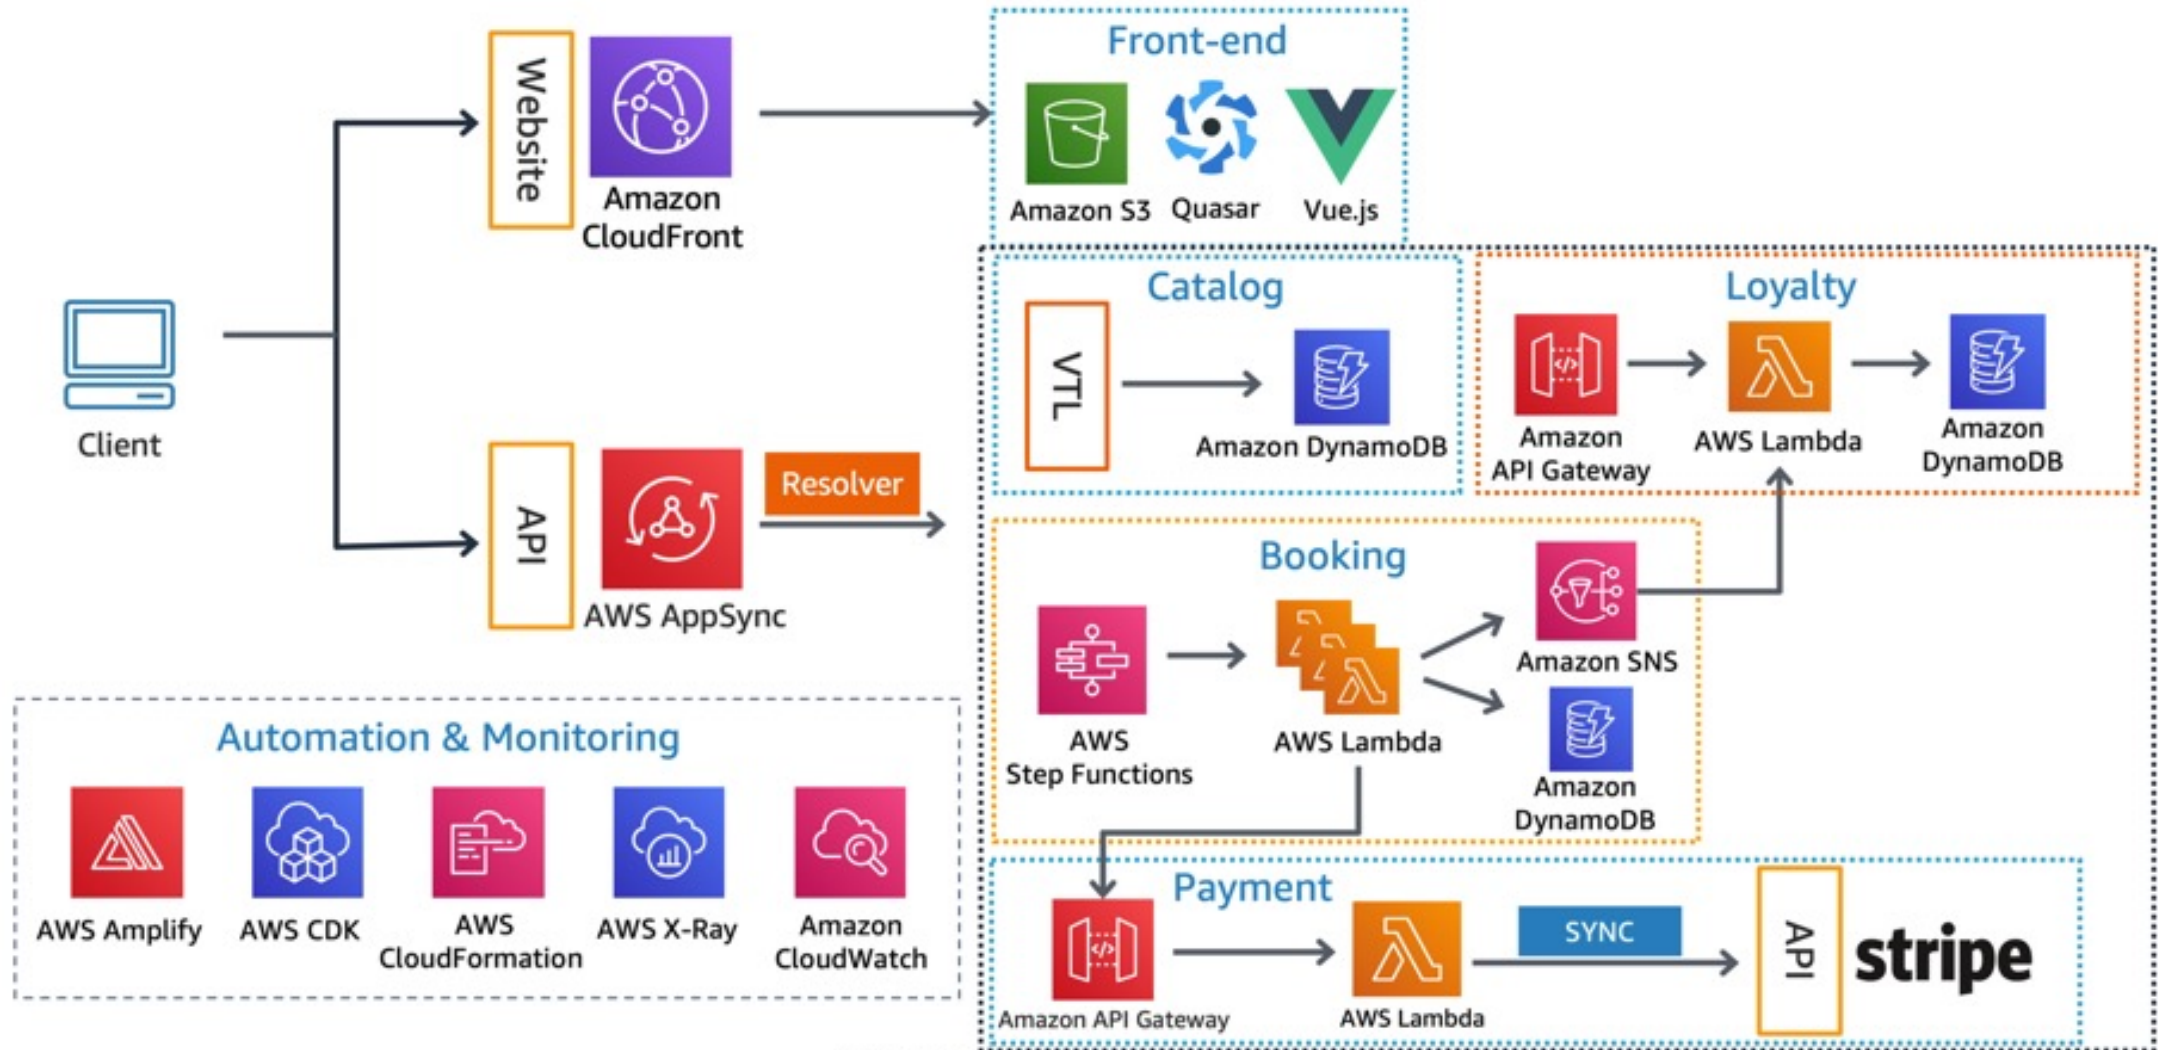 Website
Amazon
CloudFront
Front-end
Amazon S3
Quasar
Vue.js
Client
API
AWS AppSync
Resolver
Catalog
VTL
Amazon DynamoDB
Loyalty
Amazon
API Gateway
AWS Lambda
Amazon
DynamoDB
Booking
AWS
Step Functions
AWS Lambda
Amazon SNS
Amazon
DynamoDB
Automation & Monitoring
AWS Amplify
AWS CDK
AWS
CloudFormation
AWS X-Ray
Amazon
CloudWatch
Payment
Amazon API Gateway
AWS Lambda
SYNC
API
stripe